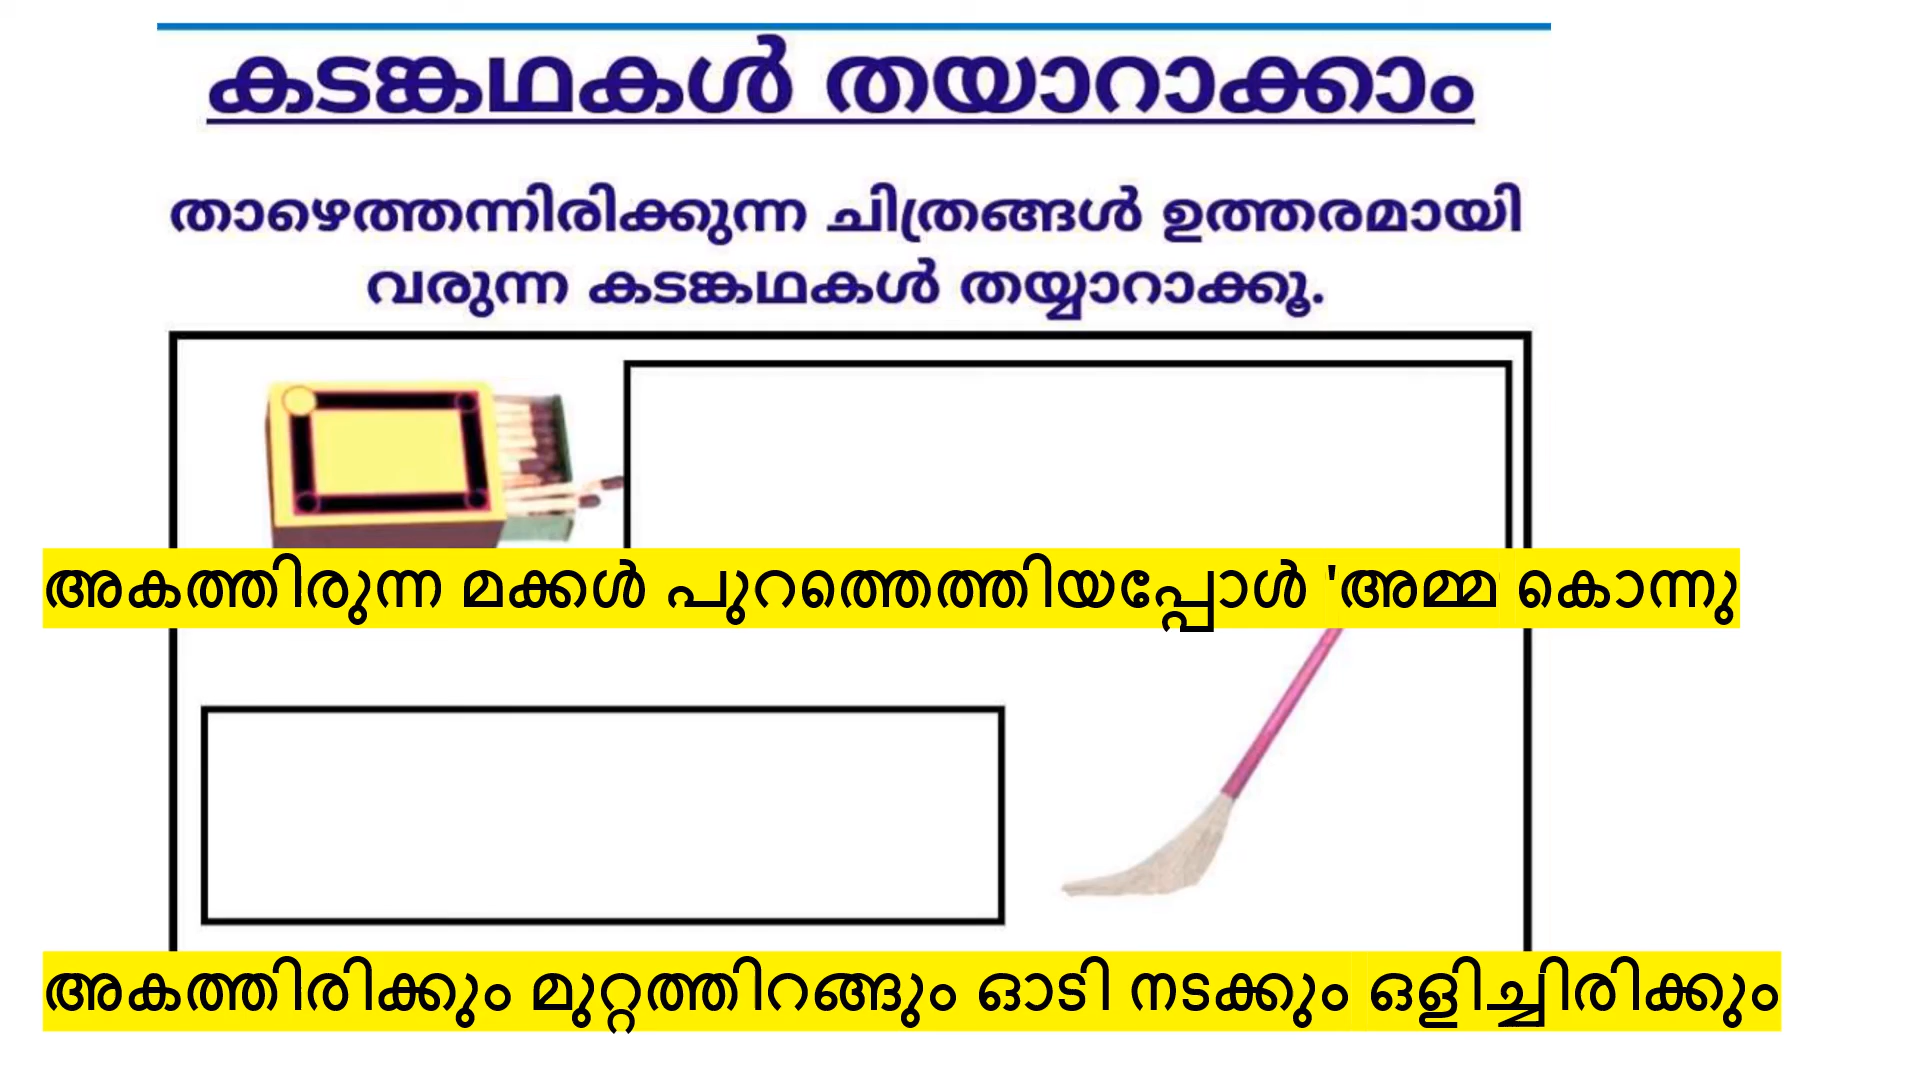 കടങ്കഥകൾ തയാറാക്കാം
താഴെത്തന്നിരിക്കുന്ന ചിത്രങ്ങൾ ഉത്തരമായി
വരുന്ന കടങ്കഥകൾ തയ്യാറാക്കൂ.
അകത്തിരുന്ന മക്കൾ പുറത്തെത്തിയപ്പോൾ 'അമ്മ കൊന്നു
അകത്തിരിക്കും മുറ്റത്തിറങ്ങും ഓടി നടക്കും ഒളിച്ചിരിക്കും